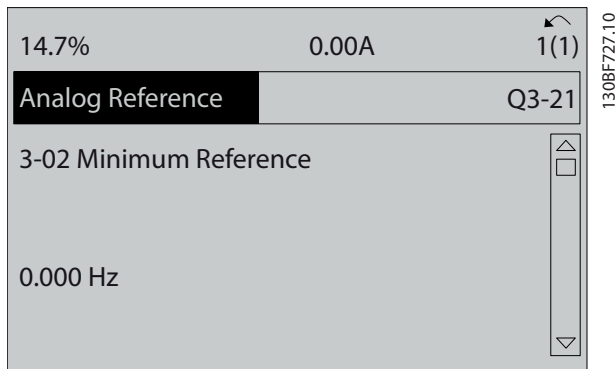 14.7% 0.00A 1(1)
Analog Reference Q3-21
3-02 Minimum Reference
0.000 Hz
130BF727.10